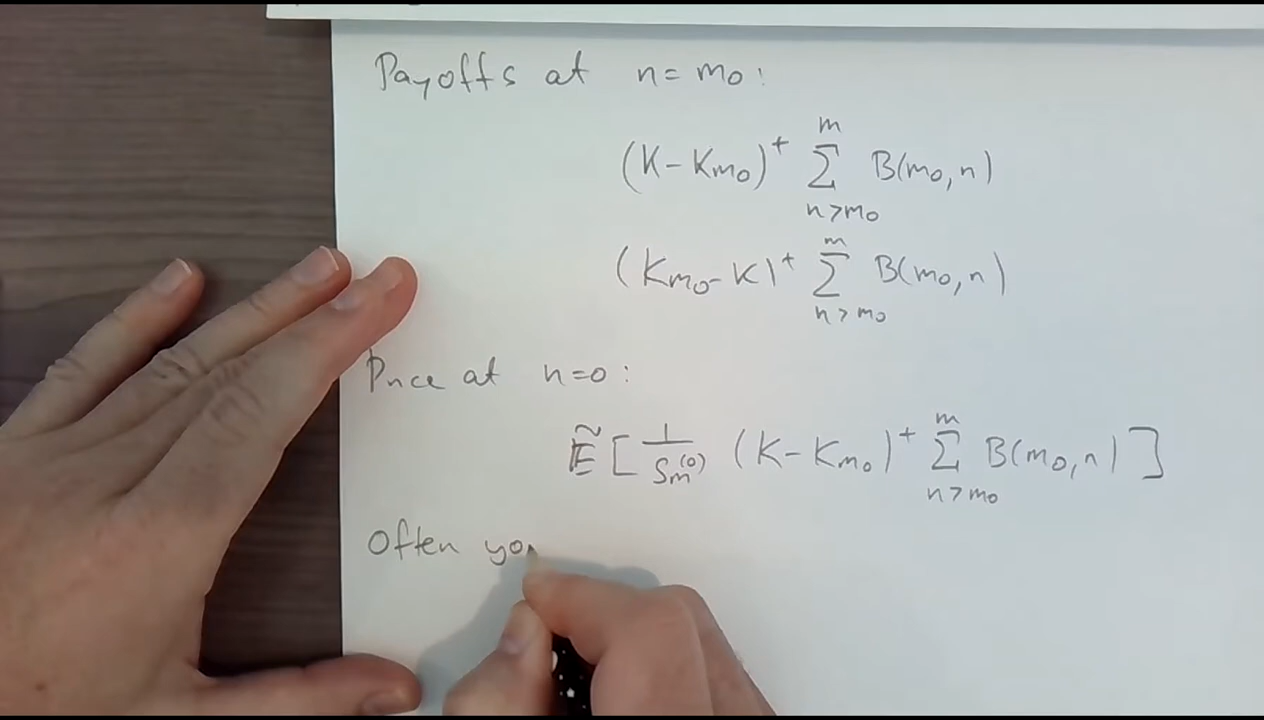 Payoffs at n = m₀ :
(K - K_{m₀})⁺ ∑_{n>m₀}^{m} B(m₀, n)
(K_{m₀} - K)⁺ ∑_{n>m₀}^{m} B(m₀, n)
Price at n=0 :
Ẽ [ 1/S_m^{(0)} (K - K_{m₀})⁺ ∑_{n>m₀}^{m} B(m₀, n) ]
Often yo